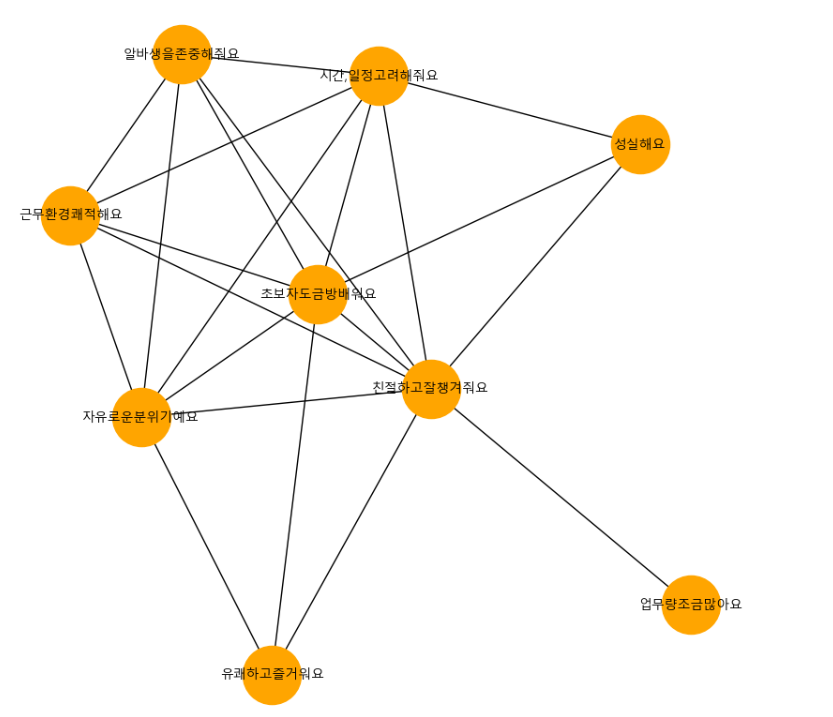 알바생을존중해줘요
시간,일정고려해줘요
성실해요
근무환경쾌적해요
초보자도금방배워요
친절하고잘챙겨줘요
자유로운분위기예요
업무량조금많아요
유쾌하고즐거워요